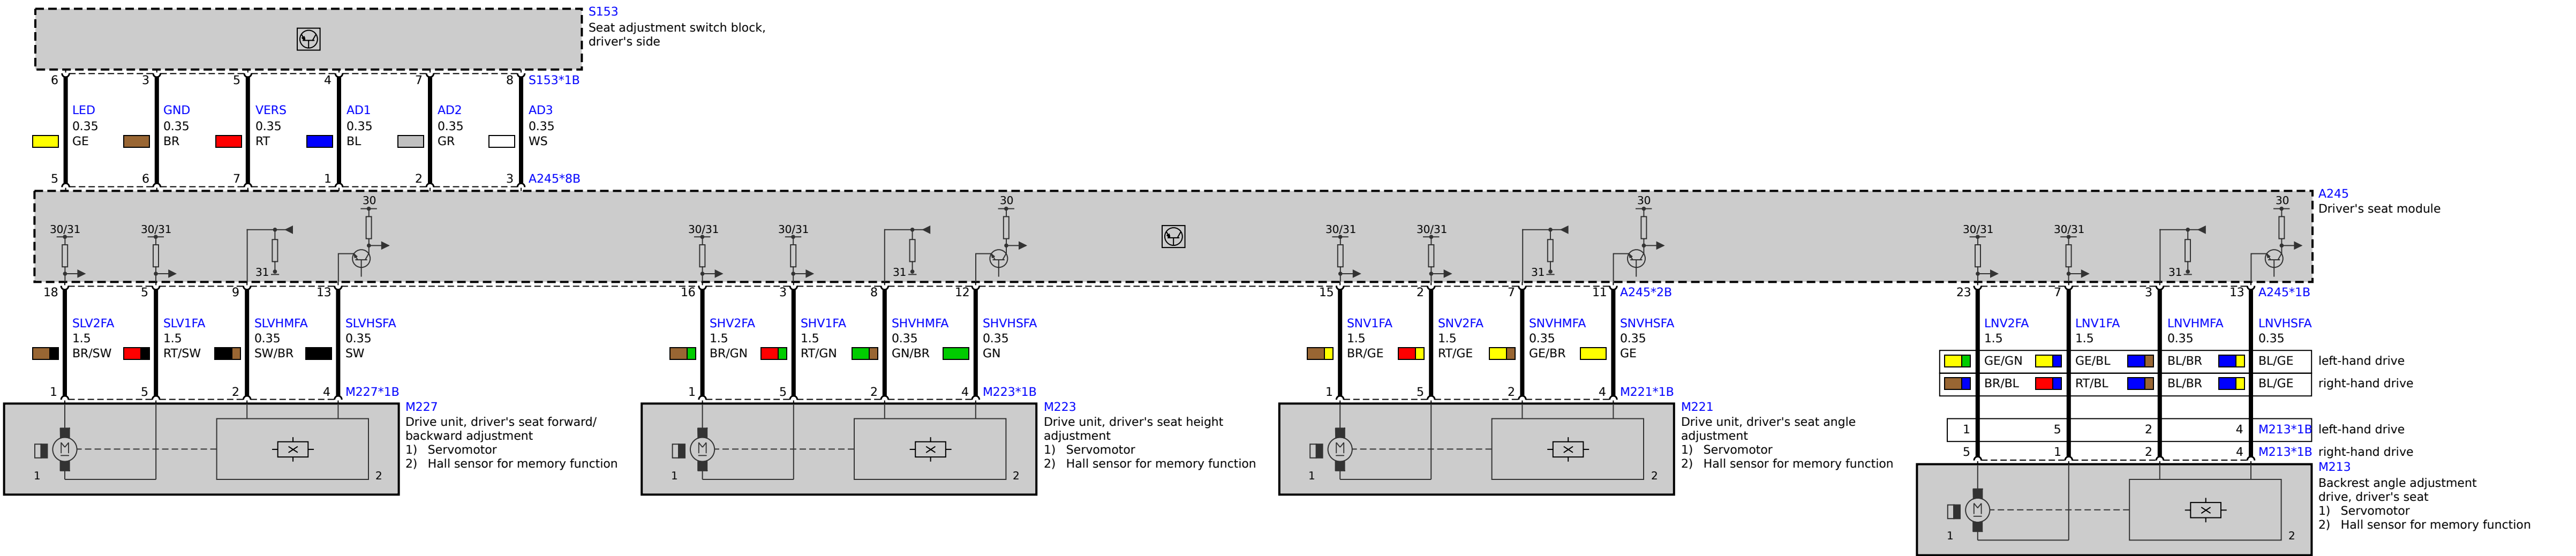 S153
Seat adjustment switch block,
driver's side
6 3 5 4 7 8 S153*1B
LED GND VERS AD1 AD2 AD3
0.35 0.35 0.35 0.35 0.35 0.35
GE BR RT BL GR WS
5 6 7 1 2 3 A245*8B
A245
Driver's seat module
30 30 30 30
30/31 30/31 30/31 30/31 30/31 30/31 30/31 30/31
31 31 31 31
18 5 9 13 16 3 8 12 15 2 7 11 A245*2B 23 7 3 13 A245*1B
SLV2FA SLV1FA SLVHMFA SLVHSFA SHV2FA SHV1FA SHVHMFA SHVHSFA SNV1FA SNV2FA SNVHMFA SNVHSFA LNV2FA LNV1FA LNVHMFA LNVHSFA
1.5 1.5 0.35 0.35 1.5 1.5 0.35 0.35 1.5 1.5 0.35 0.35 1.5 1.5 0.35 0.35
BR/SW RT/SW SW/BR SW BR/GN RT/GN GN/BR GN BR/GE RT/GE GE/BR GE
GE/GN GE/BL BL/BR BL/GE left-hand drive
BR/BL RT/BL BL/BR BL/GE right-hand drive
1 5 2 4 M227*1B 1 5 2 4 M223*1B 1 5 2 4 M221*1B
1 5 2 4 M213*1B left-hand drive
5 1 2 4 M213*1B right-hand drive
M227
Drive unit, driver's seat forward/
backward adjustment
1) Servomotor
2) Hall sensor for memory function
M
X
1 2
M223
Drive unit, driver's seat height
adjustment
1) Servomotor
2) Hall sensor for memory function
M
X
1 2
M221
Drive unit, driver's seat angle
adjustment
1) Servomotor
2) Hall sensor for memory function
M
X
1 2
M213
Backrest angle adjustment
drive, driver's seat
1) Servomotor
2) Hall sensor for memory function
M
X
1 2